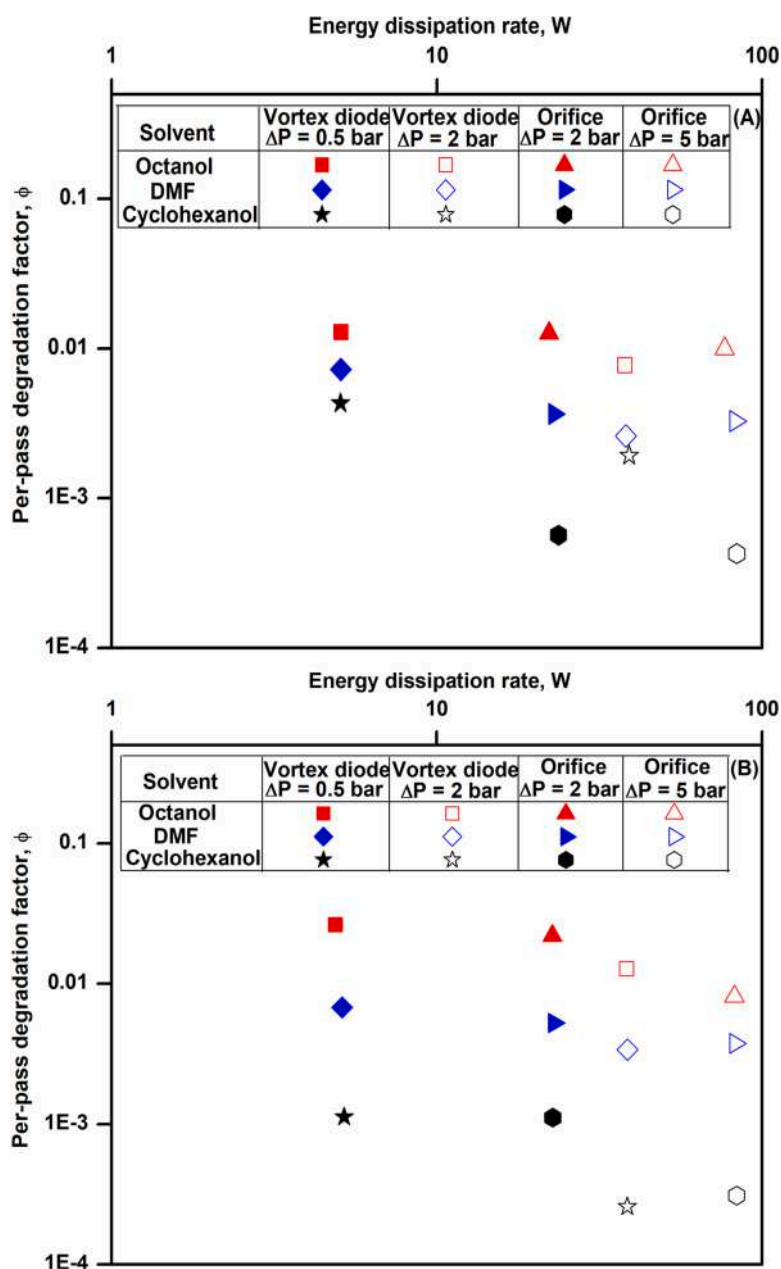 Energy dissipation rate, W
1 10 100
Solvent Vortex diode Vortex diode Orifice Orifice (A)
ΔP = 0.5 bar ΔP = 2 bar ΔP = 2 bar ΔP = 5 bar
Octanol
DMF
Cyclohexanol
Per-pass degradation factor, ϕ
0.1
0.01
1E-3
1E-4
Energy dissipation rate, W
1 10 100
Solvent Vortex diode Vortex diode Orifice Orifice (B)
ΔP = 0.5 bar ΔP = 2 bar ΔP = 2 bar ΔP = 5 bar
Octanol
DMF
Cyclohexanol
Per-pass degradation factor, ϕ
0.1
0.01
1E-3
1E-4